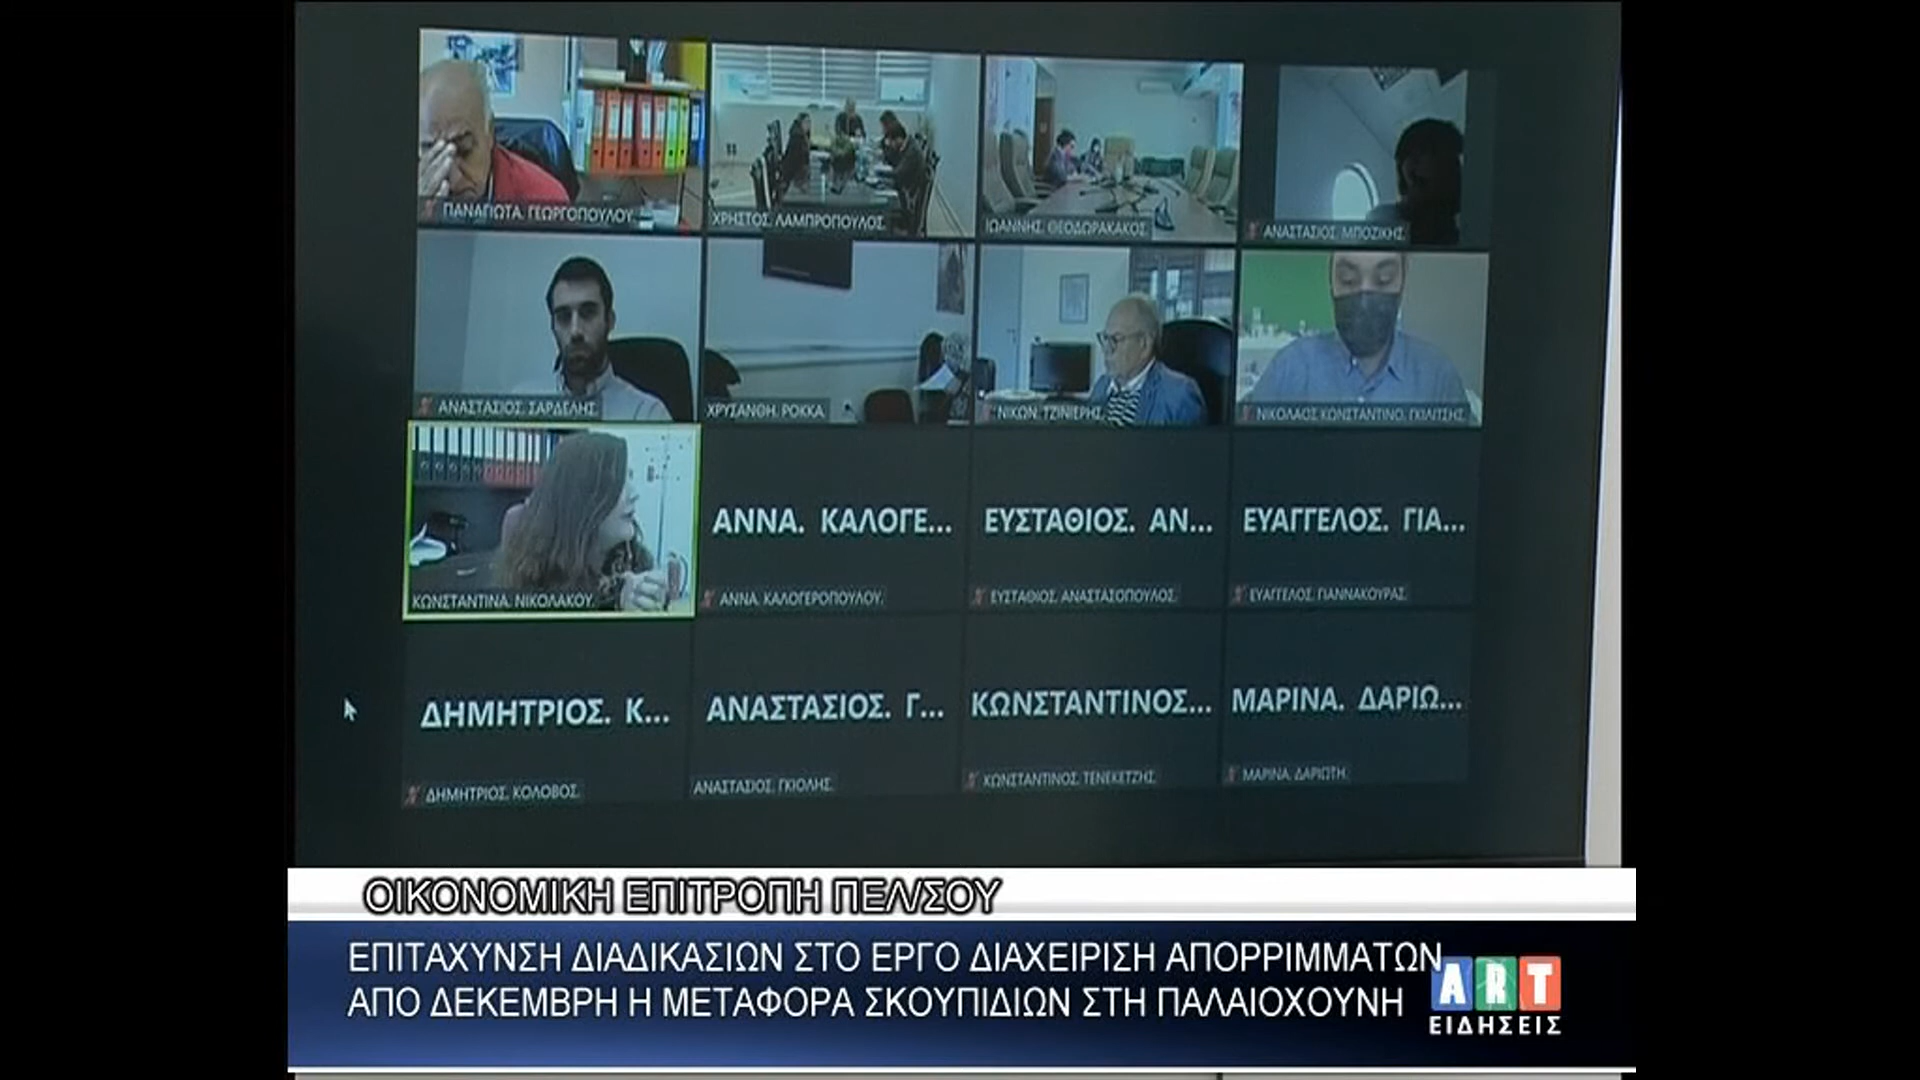 ΠΑΝΑΓΙΩΤΑ. ΓΕΩΡΓΟΠΟΥΛΟΥ.
ΧΡΗΣΤΟΣ. ΛΑΜΠΡΟΠΟΥΛΟΣ.
ΙΩΑΝΝΗΣ. ΘΕΟΔΩΡΑΚΑΚΟΣ
ΑΝΑΣΤΑΣΙΟΣ. ΜΠΟΖΙΚΗΣ.
ΑΝΑΣΤΑΣΙΟΣ. ΣΑΡΔΕΛΗΣ.
ΧΡΥΣΑΝΘΗ. ΡΟΚΚΑ.
ΝΙΚΩΝ. ΤΖΙΝΙΕΡΗΣ.
ΝΙΚΟΛΑΟΣ ΚΩΝΣΤΑΝΤΙΝΟ. ΓΚΙΛΙΤΣΗΣ.
ΚΩΝΣΤΑΝΤΙΝΑ. ΝΙΚΟΛΑΚΟΥ.
ΑΝΝΑ. ΚΑΛΟΓΕ...
ΑΝΝΑ. ΚΑΛΟΓΕΡΟΠΟΥΛΟΥ.
ΕΥΣΤΑΘΙΟΣ. ΑΝ...
ΕΥΣΤΑΘΙΟΣ. ΑΝΑΣΤΑΣΟΠΟΥΛΟΣ.
ΕΥΑΓΓΕΛΟΣ. ΓΙΑ...
ΕΥΑΓΓΕΛΟΣ. ΓΙΑΝΝΑΚΟΥΡΑΣ.
ΔΗΜΗΤΡΙΟΣ. Κ...
ΔΗΜΗΤΡΙΟΣ. ΚΟΛΟΒΟΣ.
ΑΝΑΣΤΑΣΙΟΣ. Γ...
ΑΝΑΣΤΑΣΙΟΣ. ΓΚΙΟΛΗΣ.
ΚΩΝΣΤΑΝΤΙΝΟΣ...
ΚΩΝΣΤΑΝΤΙΝΟΣ. ΤΕΝΕΚΕΤΖΗΣ.
ΜΑΡΙΝΑ. ΔΑΡΙΩ...
ΜΑΡΙΝΑ. ΔΑΡΙΩΤΗ.
ΟΙΚΟΝΟΜΙΚΗ ΕΠΙΤΡΟΠΗ ΠΕΛ/ΣΟΥ
ΕΠΙΤΑΧΥΝΣΗ ΔΙΑΔΙΚΑΣΙΩΝ ΣΤΟ ΕΡΓΟ ΔΙΑΧΕΙΡΙΣΗ ΑΠΟΡΡΙΜΜΑΤΩΝ
ΑΠΟ ΔΕΚΕΜΒΡΗ Η ΜΕΤΑΦΟΡΑ ΣΚΟΥΠΙΔΙΩΝ ΣΤΗ ΠΑΛΑΙΟΧΟΥΝΗ
ART
ΕΙΔΗΣΕΙΣ